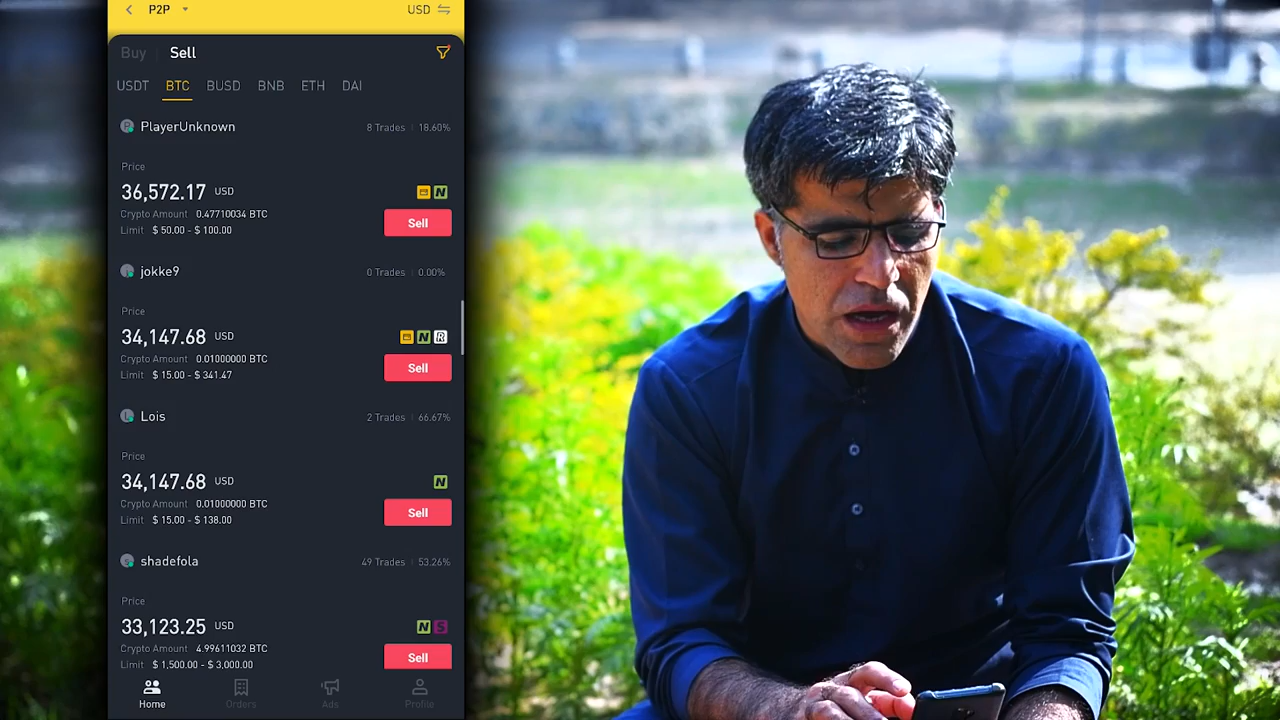 P2P
USD
Buy Sell
USDT BTC BUSD BNB ETH DAI
PlayerUnknown 8 Trades 18.60%
Price
36,572.17 USD
Crypto Amount 0.47710034 BTC
Limit $ 50.00 - $ 100.00
Sell
jokke9 0 Trades 0.00%
Price
34,147.68 USD
Crypto Amount 0.01000000 BTC
Limit $ 15.00 - $ 341.47
Sell
Lois 2 Trades 66.67%
Price
34,147.68 USD
Crypto Amount 0.01000000 BTC
Limit $ 15.00 - $ 138.00
Sell
shadefola 49 Trades 53.26%
Price
33,123.25 USD
Crypto Amount 4.99611032 BTC
Limit $ 1,500.00 - $ 3,000.00
Sell
Home Orders Ads Profile